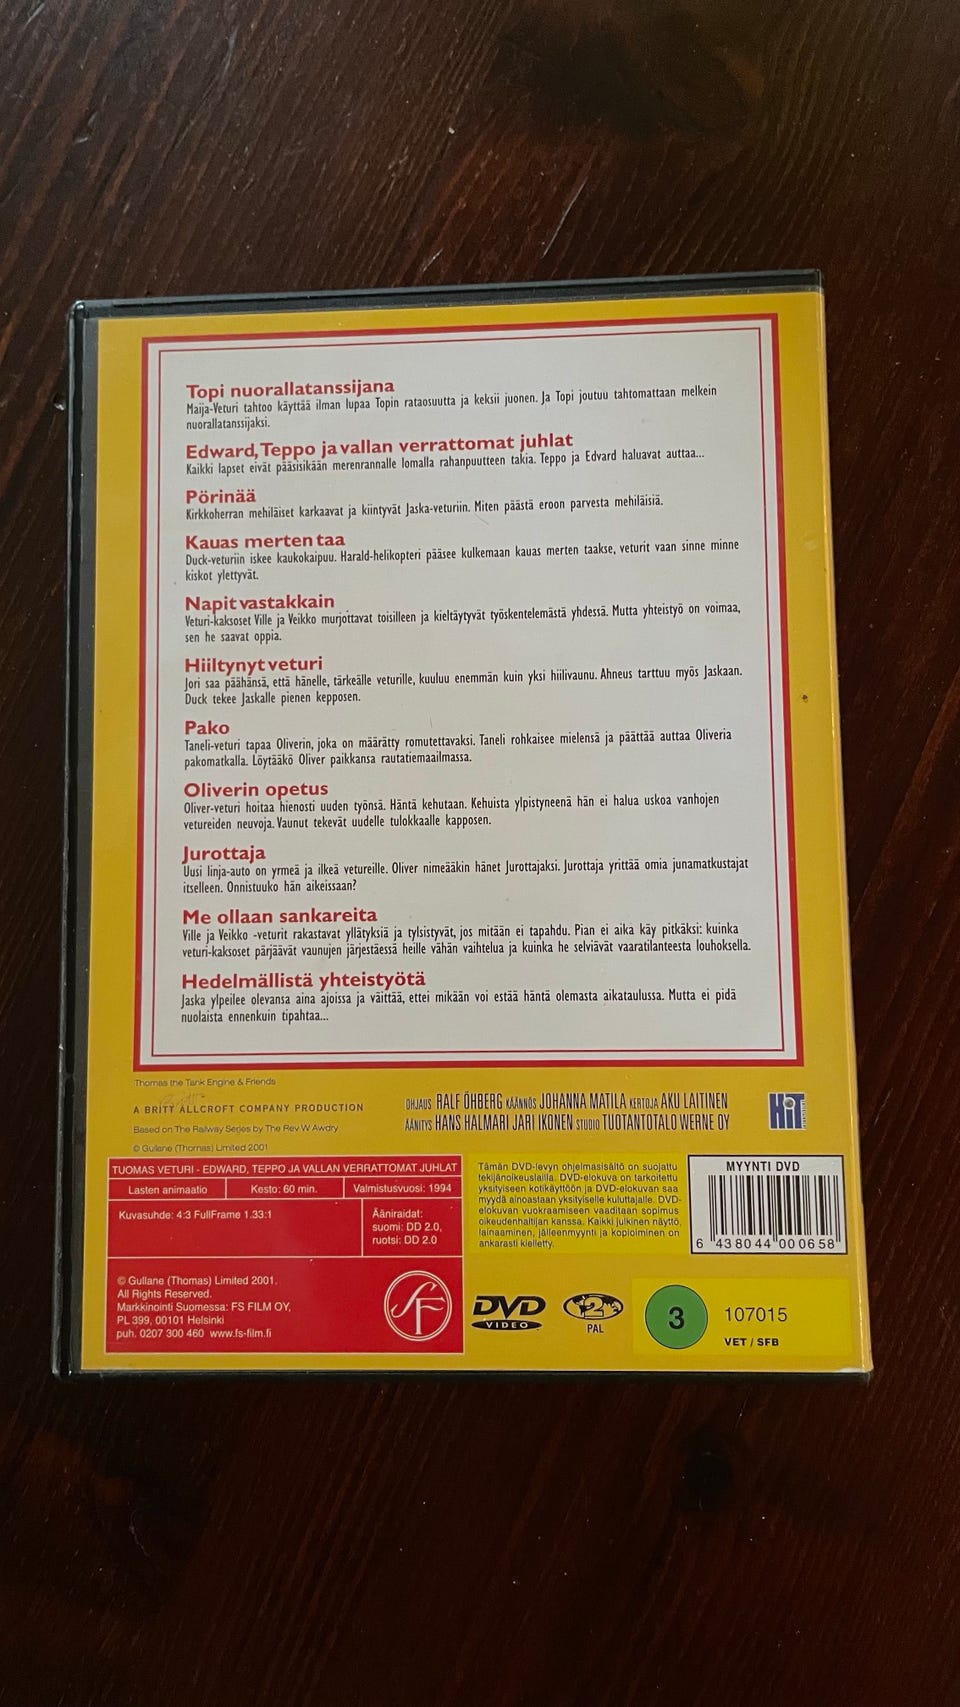 Topi nuorallatanssijana
Maija-Veturi tahtoo käyttää ilman lupaa Topin rataosuutta ja keksii juonen. Ja Topi joutuu tahtomattaan melkein
nuorallatanssijaksi.
Edward, Teppo ja vallan verrattomat juhlat
Kaikki lapset eivät pääsisikään merenrannalle lomalla rahanpuutteen takia. Teppo ja Edvard haluavat auttaa...
Pörinää
Kirkkoherran mehiläiset karkaavat ja kiintyvät Jaska-veturiin. Miten päästä eroon parvesta mehiläisiä.
Kauas merten taa
Duck-veturiin iskee kaukokaipuu. Harald-helikopteri pääsee kulkemaan kauas merten taakse, veturit vaan sinne minne
kiskot ylettyvät.
Napit vastakkain
Veturi-kaksoset Ville ja Veikko murjottavat toisilleen ja kieltäytyvät työskentelemästä yhdessä. Mutta yhteistyö on voimaa,
sen he saavat oppia.
Hiiltynyt veturi
Jori saa päähänsä, että hänelle, tärkeälle veturille, kuuluu enemmän kuin yksi hiilivaunu. Ahneus tarttuu myös Jaskaan.
Duck tekee Jaskalle pienen kepposen.
Pako
Taneli-veturi tapaa Oliverin, joka on määrätty romutettavaksi. Taneli rohkaisee mielensä ja päättää auttaa Oliveria
pakomatkalla. Löytääkö Oliver paikkansa rautatiemaailmassa.
Oliverin opetus
Oliver-veturi hoitaa hienosti uuden työnsä. Häntä kehutaan. Kehuista ylpistyneenä hän ei halua uskoa vanhojen
vetureiden neuvoja. Vaunut tekevät uudelle tulokkaalle kapposen.
Jurottaja
Uusi linja-auto on yrmeä ja ilkeä vetureille. Oliver nimeääkin hänet Jurottajaksi. Jurottaja yrittää omia junamatkustajat
itselleen. Onnistuuko hän aikeissaan?
Me ollaan sankareita
Ville ja Veikko -veturit rakastavat yllätyksiä ja tylsistyvät, jos mitään ei tapahdu. Pian ei aika käy pitkäksi: kuinka
veturi-kaksoset pärjäävät vaunujen järjestäessä heille vähän vaihtelua ja kuinka he selviävät vaaratilanteesta louhoksella.
Hedelmällistä yhteistyötä
Jaska ylpeilee olevansa aina ajoissa ja väittää, ettei mikään voi estää häntä olemasta aikataulussa. Mutta ei pidä
nuolaista ennenkuin tipahtaa...
Thomas the Tank Engine & Friends
A BRITT ALLCROFT COMPANY PRODUCTION
Based on The Railway Series by The Rev W Awdry
© Gullane (Thomas) Limited 2001
OHJAUS RALF ÖHBERG KÄÄNNÖS JOHANNA MATILA KERTOJA AKU LAITINEN
ÄÄNITYS HANS HALMARI JARI IKONEN STUDIO TUOTANTOTALO WERNE OY
HiT
TUOMAS VETURI - EDWARD, TEPPO JA VALLAN VERRATTOMAT JUHLAT
Lasten animaatio Kesto: 60 min. Valmistusvuosi: 1994
Kuvasuhde: 4:3 FullFrame 1.33:1
Ääniraidat:
suomi: DD 2.0,
ruotsi: DD 2.0
© Gullane (Thomas) Limited 2001.
All Rights Reserved.
Markkinointi Suomessa: FS FILM OY,
PL 399, 00101 Helsinki
puh. 0207 300 460 www.fs-film.fi
SF
Tämän DVD-levyn ohjelmasisältö on suojattu
tekijänoikeuslailla. DVD-elokuva on tarkoitettu
yksityiseen kotikäyttöön ja DVD-elokuvan saa
myydä ainoastaan yksityiselle kuluttajalle. DVD-
elokuvan vuokraamiseen vaaditaan sopimus
oikeudenhaltijan kanssa. Kaikki julkinen näyttö,
lainaaminen, jälleenmyynti ja kopioiminen on
ankarasti kielletty.
MYYNTI DVD
6 438044 000658
DVD
VIDEO
2
PAL
3
107015
VET / SFB